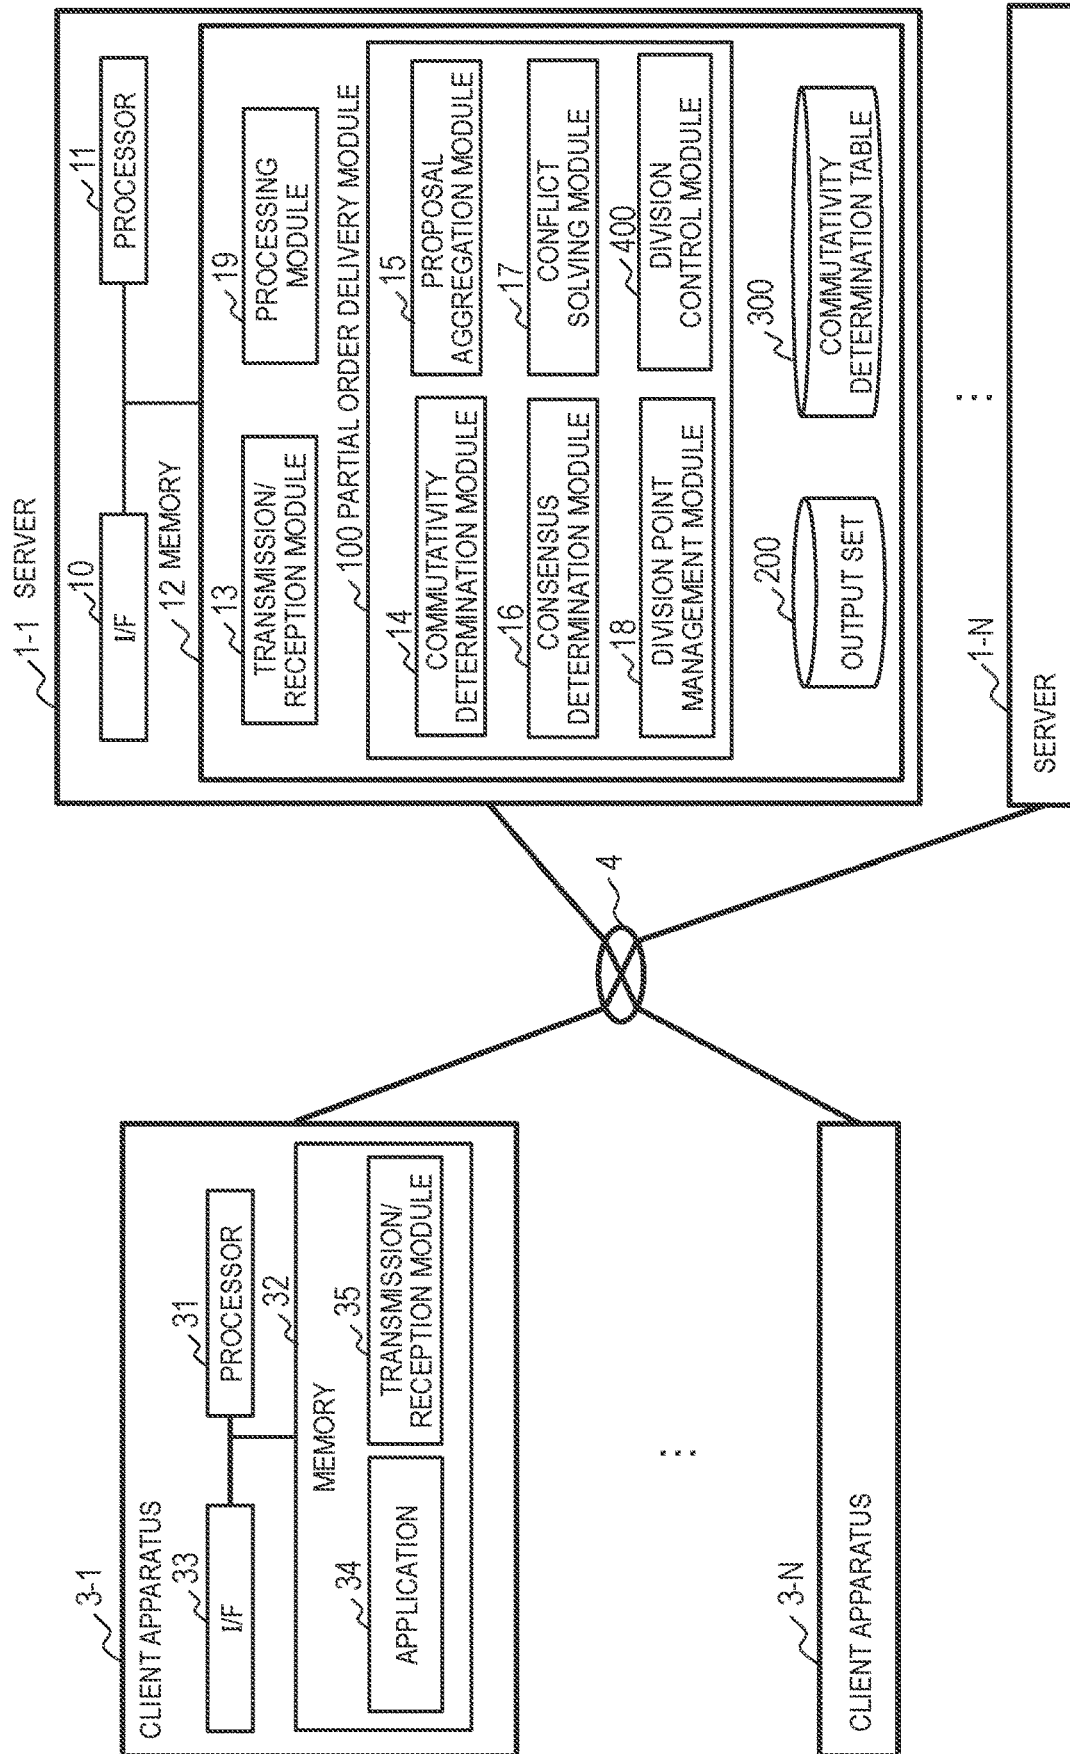 3-1
CLIENT APPARATUS
33
I/F
31
PROCESSOR
32
MEMORY
34
APPLICATION
35
TRANSMISSION/
RECEPTION MODULE
...
3-N
CLIENT APPARATUS
4
1-1 SERVER
10
I/F
11
PROCESSOR
12 MEMORY
13
TRANSMISSION/
RECEPTION MODULE
19
PROCESSING
MODULE
100 PARTIAL ORDER DELIVERY MODULE
14
COMMUTATIVITY
DETERMINATION MODULE
15
PROPOSAL
AGGREGATION MODULE
16
CONSENSUS
DETERMINATION MODULE
17
CONFLICT
SOLVING MODULE
18
DIVISION POINT
MANAGEMENT MODULE
400
DIVISION
CONTROL MODULE
200
OUTPUT SET
300
COMMUTATIVITY
DETERMINATION TABLE
...
1-N
SERVER